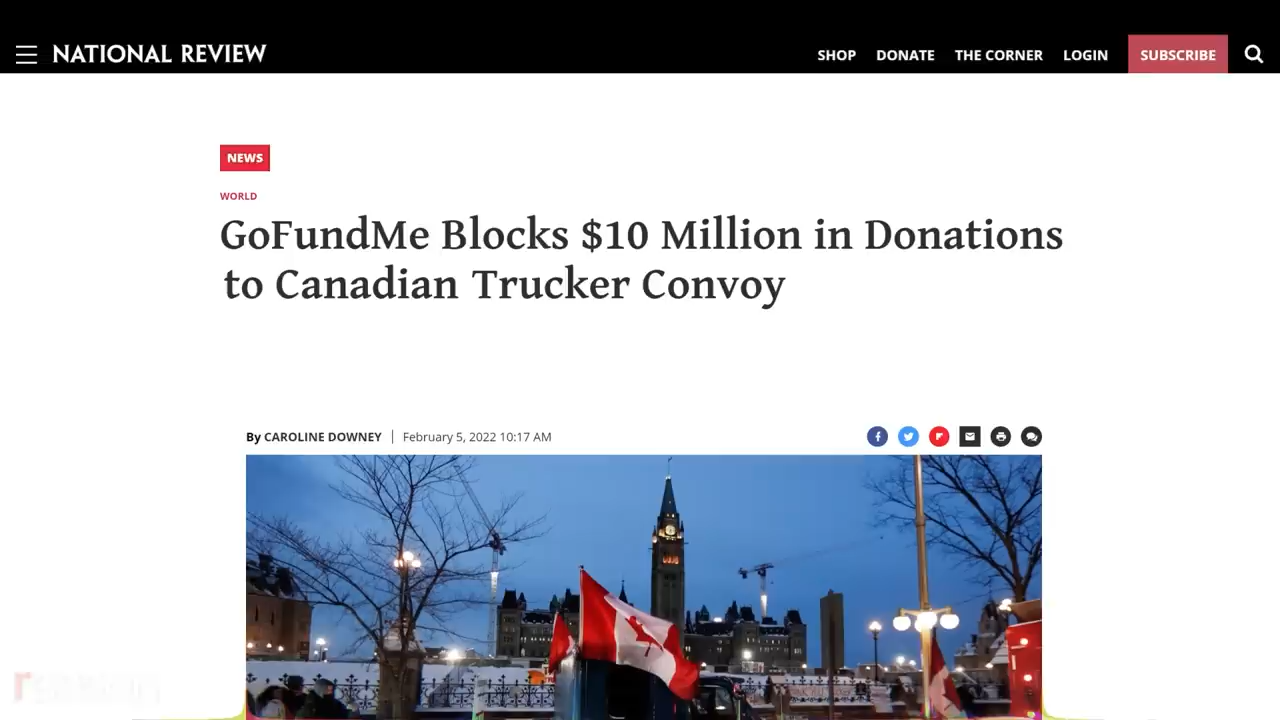 NATIONAL REVIEW
SHOP DONATE THE CORNER LOGIN SUBSCRIBE
NEWS
WORLD
GoFundMe Blocks $10 Million in Donations
to Canadian Trucker Convoy
By CAROLINE DOWNEY | February 5, 2022 10:17 AM
reason